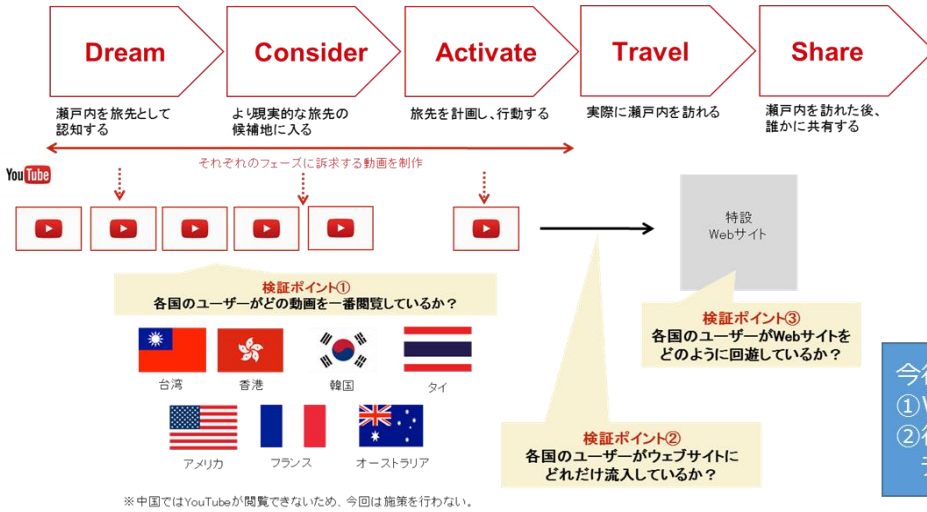 Dream
Consider
Activate
Travel
Share
瀬戸内を旅先として
認知する
より現実的な旅先の
候補地に入る
旅先を計画し、行動する
実際に瀬戸内を訪れる
瀬戸内を訪れた後、
誰かに共有する
それぞれのフェーズに訴求する動画を制作
YouTube
特設
Webサイト
検証ポイント①
各国のユーザーがどの動画を一番閲覧しているか？
台湾
香港
韓国
タイ
アメリカ
フランス
オーストラリア
検証ポイント③
各国のユーザーがWebサイトを
どのように回遊しているか？
検証ポイント②
各国のユーザーがウェブサイトに
どれだけ流入しているか？
①
②
※中国ではYouTubeが閲覧できないため、今回は施策を行わない。